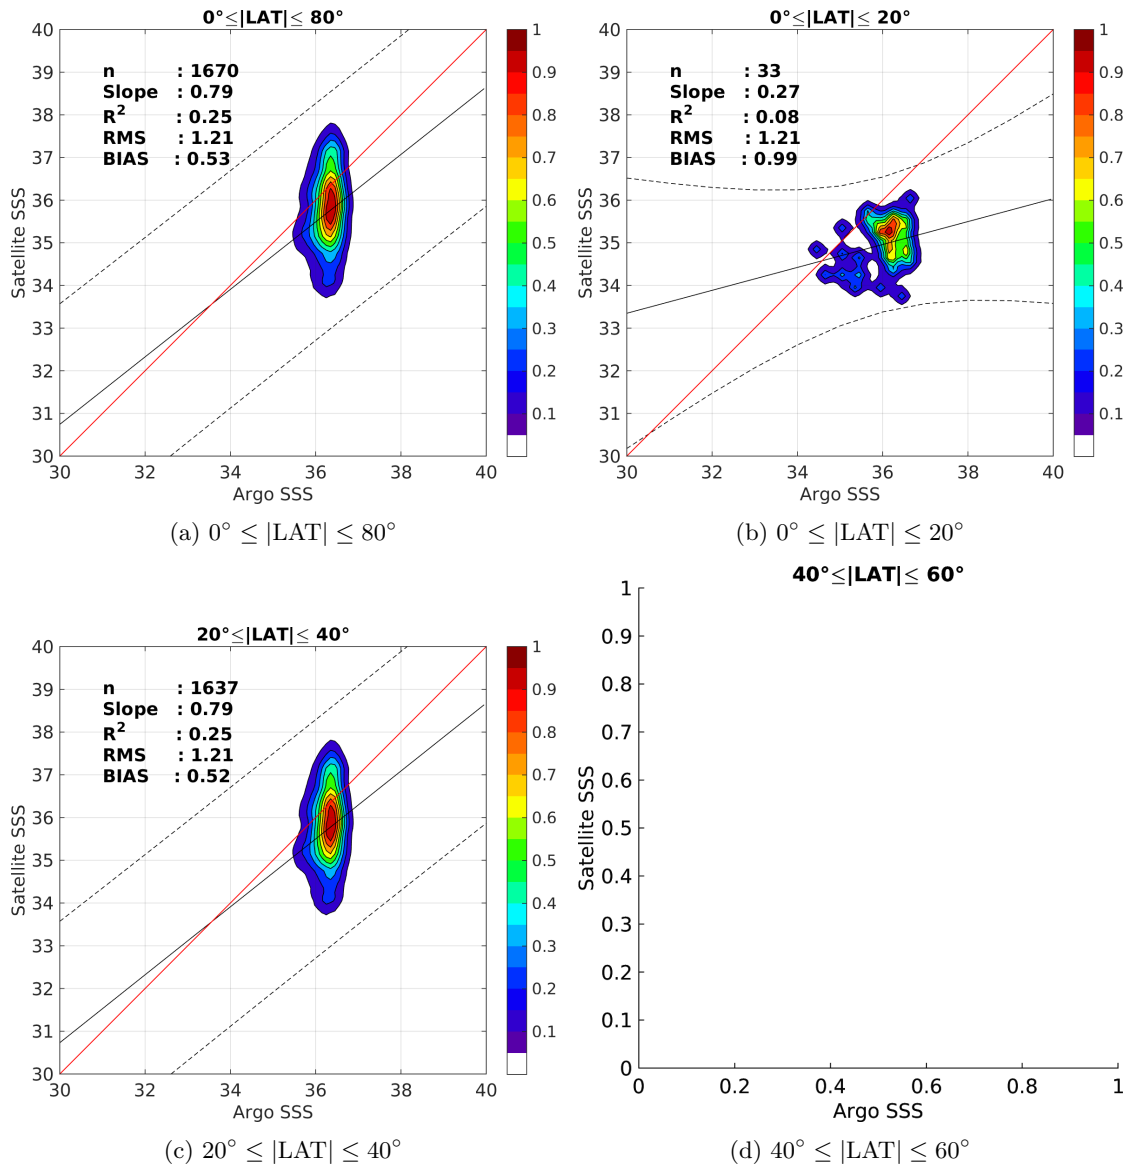 0°≤|LAT|≤ 80°
n : 1670
Slope : 0.79
R² : 0.25
RMS : 1.21
BIAS : 0.53
40
39
38
37
36
35
34
33
32
31
30
30 32 34 36 38 40
Satellite SSS
Argo SSS
1
0.9
0.8
0.7
0.6
0.5
0.4
0.3
0.2
0.1
(a) 0° ≤ |LAT| ≤ 80°
0°≤|LAT|≤ 20°
n : 33
Slope : 0.27
R² : 0.08
RMS : 1.21
BIAS : 0.99
40
39
38
37
36
35
34
33
32
31
30
30 32 34 36 38 40
Satellite SSS
Argo SSS
1
0.9
0.8
0.7
0.6
0.5
0.4
0.3
0.2
0.1
(b) 0° ≤ |LAT| ≤ 20°
20°≤|LAT|≤ 40°
n : 1637
Slope : 0.79
R² : 0.25
RMS : 1.21
BIAS : 0.52
40
39
38
37
36
35
34
33
32
31
30
30 32 34 36 38 40
Satellite SSS
Argo SSS
1
0.9
0.8
0.7
0.6
0.5
0.4
0.3
0.2
0.1
(c) 20° ≤ |LAT| ≤ 40°
40°≤|LAT|≤ 60°
1
0.9
0.8
0.7
0.6
0.5
0.4
0.3
0.2
0.1
0
0 0.2 0.4 0.6 0.8 1
Satellite SSS
Argo SSS
(d) 40° ≤ |LAT| ≤ 60°